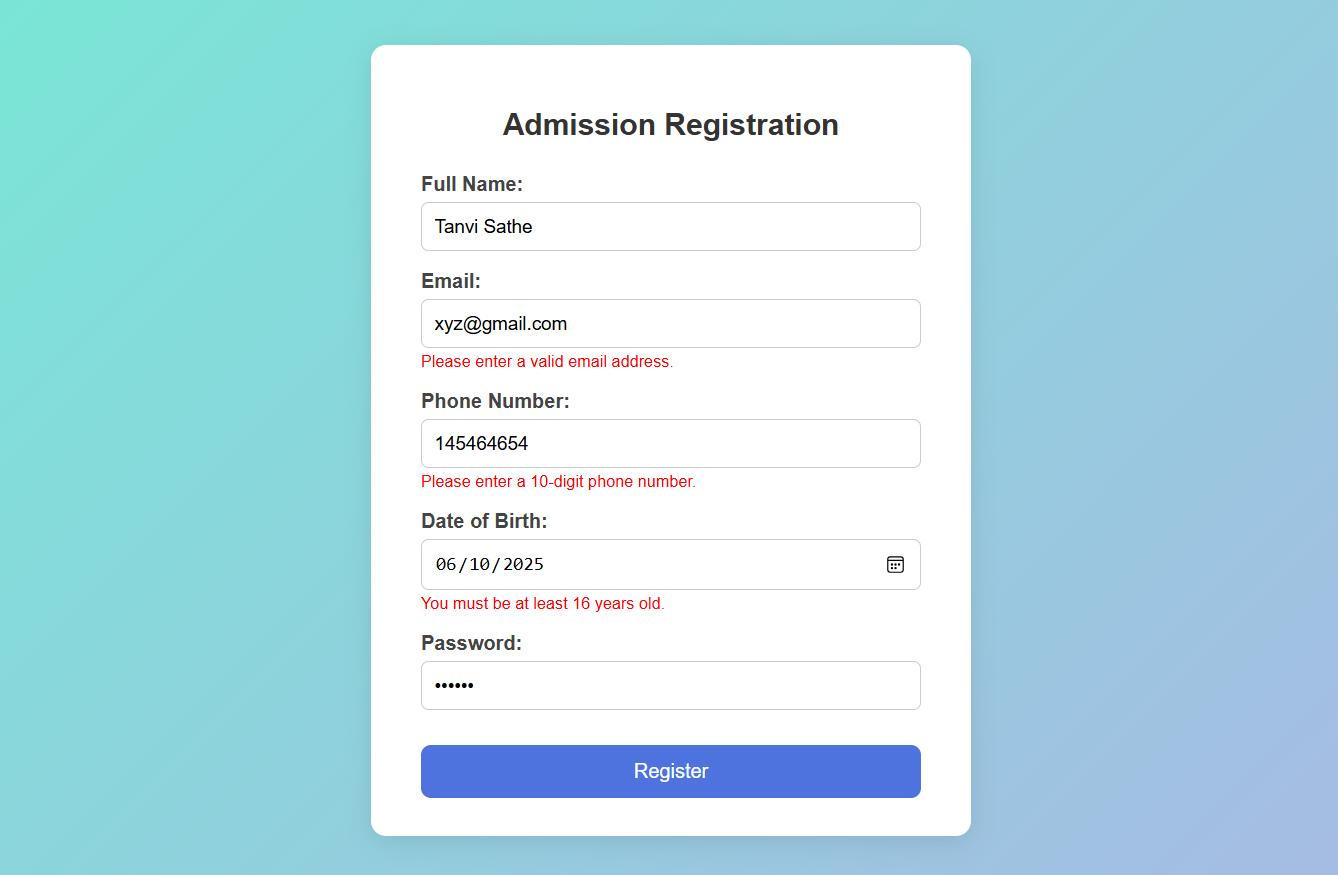 Admission Registration
Full Name:
Tanvi Sathe
Email:
xyz@gmail.com
Please enter a valid email address.
Phone Number:
145464654
Please enter a 10-digit phone number.
Date of Birth:
06/10/2025
You must be at least 16 years old.
Password:
••••••
Register